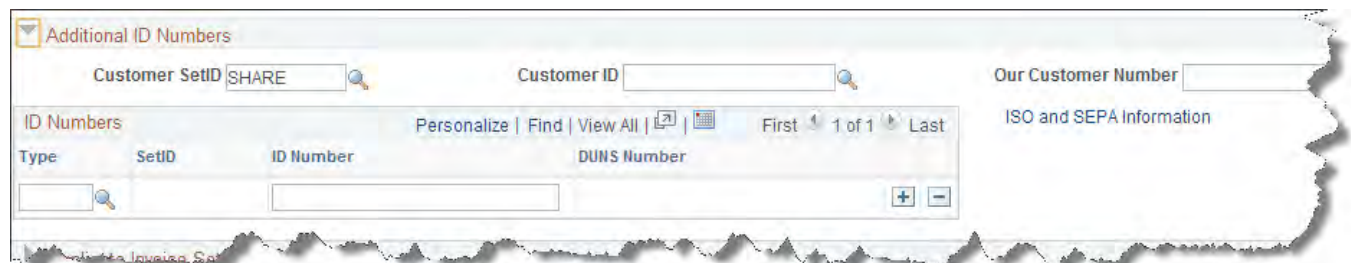 Additional ID Numbers
Customer SetID SHARE Customer ID Our Customer Number
ID Numbers Personalize | Find | View All | | First 1 of 1 Last ISO and SEPA Information
Type SetID ID Number DUNS Number
Invoice